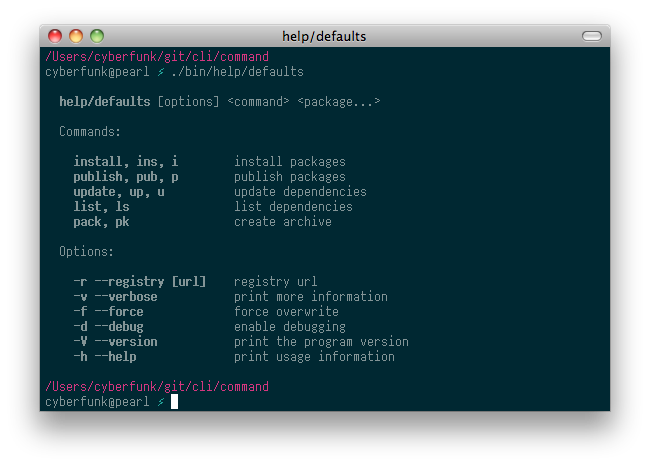 help/defaults
/Users/cyberfunk/git/cli/command
cyberfunk@pearl ⚡ ./bin/help/defaults
help/defaults [options] <command> <package...>
Commands:
install, ins, i install packages
publish, pub, p publish packages
update, up, u update dependencies
list, ls list dependencies
pack, pk create archive
Options:
-r --registry [url] registry url
-v --verbose print more information
-f --force force overwrite
-d --debug enable debugging
-V --version print the program version
-h --help print usage information
/Users/cyberfunk/git/cli/command
cyberfunk@pearl ⚡